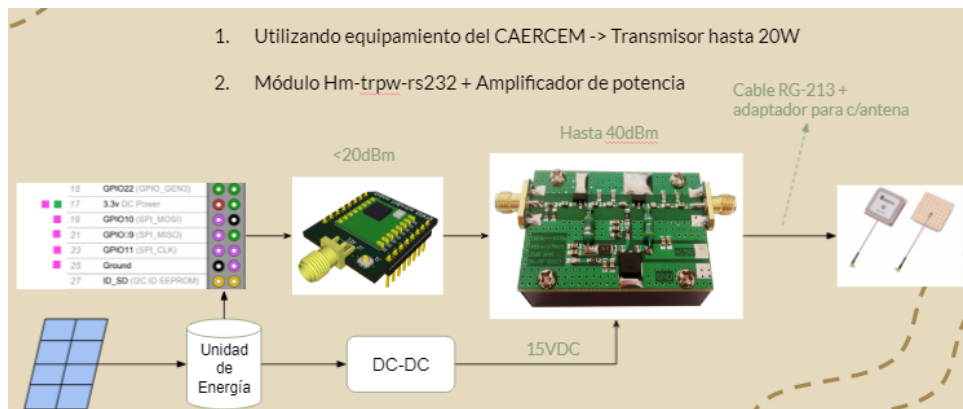 1. Utilizando equipamiento del CAERCEM -> Transmisor hasta 20W
2. Módulo Hm-trpw-rs232 + Amplificador de potencia
Cable RG-213 +
adaptador para c/antena
Hasta 40dBm
<20dBm
15 GPIO22 (GPIO_GEN3)
17 3.3v DC Power
19 GPIO10 (SPI_MOSI)
21 GPIO09 (SPI_MISO)
23 GPIO11 (SPI_CLK)
25 Ground
27 ID_SD (I2C ID EEPROM)
Unidad
de
Energía
DC-DC
15VDC